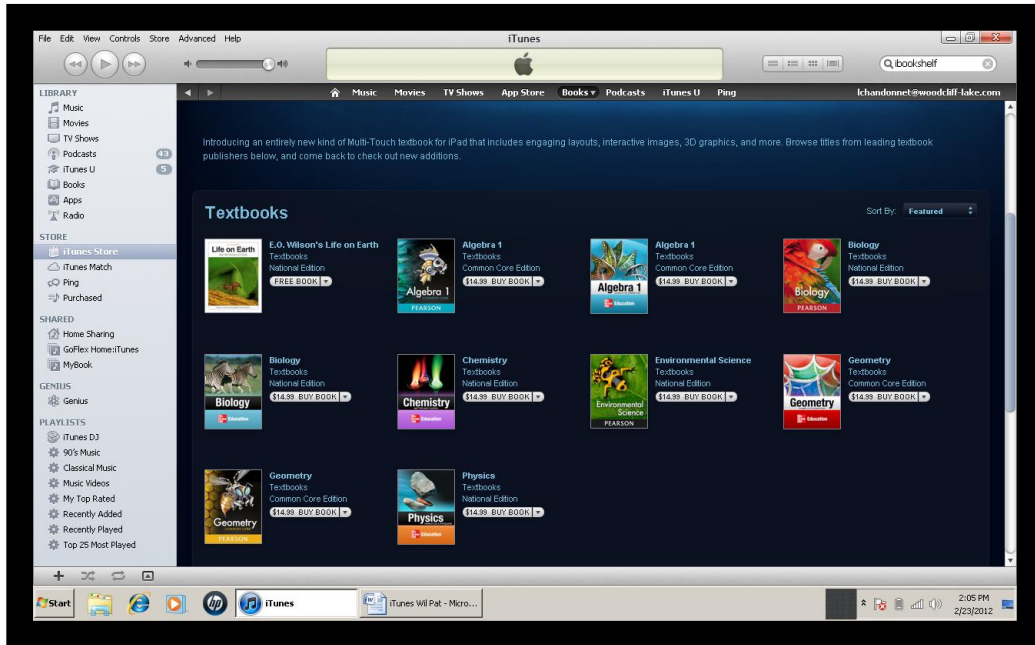 File Edit View Controls Store Advanced Help
iTunes
ibookshelf
LIBRARY
Music
Movies
TV Shows
Podcasts 43
iTunes U 5
Books
Apps
Radio
STORE
iTunes Store
iTunes Match
Ping
Purchased
SHARED
Home Sharing
GoFlex Home:iTunes
MyBook
GENIUS
Genius
PLAYLISTS
iTunes DJ
90's Music
Classical Music
Music Videos
My Top Rated
Recently Added
Recently Played
Top 25 Most Played
Music Movies TV Shows App Store Books Podcasts iTunes U Ping lchandonnet@woodcliff-lake.com
Introducing an entirely new kind of Multi-Touch textbook for iPad that includes engaging layouts, interactive images, 3D graphics, and more. Browse titles from leading textbook
publishers below, and come back to check out new additions.
Textbooks
Sort By: Featured
Life on Earth
E.O. Wilson's Life on Earth
Textbooks
National Edition
FREE BOOK
Algebra 1
PEARSON
Algebra 1
Textbooks
Common Core Edition
$14.99 BUY BOOK
Algebra 1
Education
Algebra 1
Textbooks
Common Core Edition
$14.99 BUY BOOK
Biology
PEARSON
Biology
Textbooks
National Edition
$14.99 BUY BOOK
Biology
Education
Biology
Textbooks
National Edition
$14.99 BUY BOOK
Chemistry
Education
Chemistry
Textbooks
National Edition
$14.99 BUY BOOK
Environmental
Science
PEARSON
Environmental Science
Textbooks
National Edition
$14.99 BUY BOOK
Geometry
Education
Geometry
Textbooks
Common Core Edition
$14.99 BUY BOOK
Geometry
PEARSON
Geometry
Textbooks
Common Core Edition
$14.99 BUY BOOK
Physics
Education
Physics
Textbooks
National Edition
$14.99 BUY BOOK
Start
hp
iTunes
iTunes Wil Pat - Micro...
2:05 PM
2/23/2012